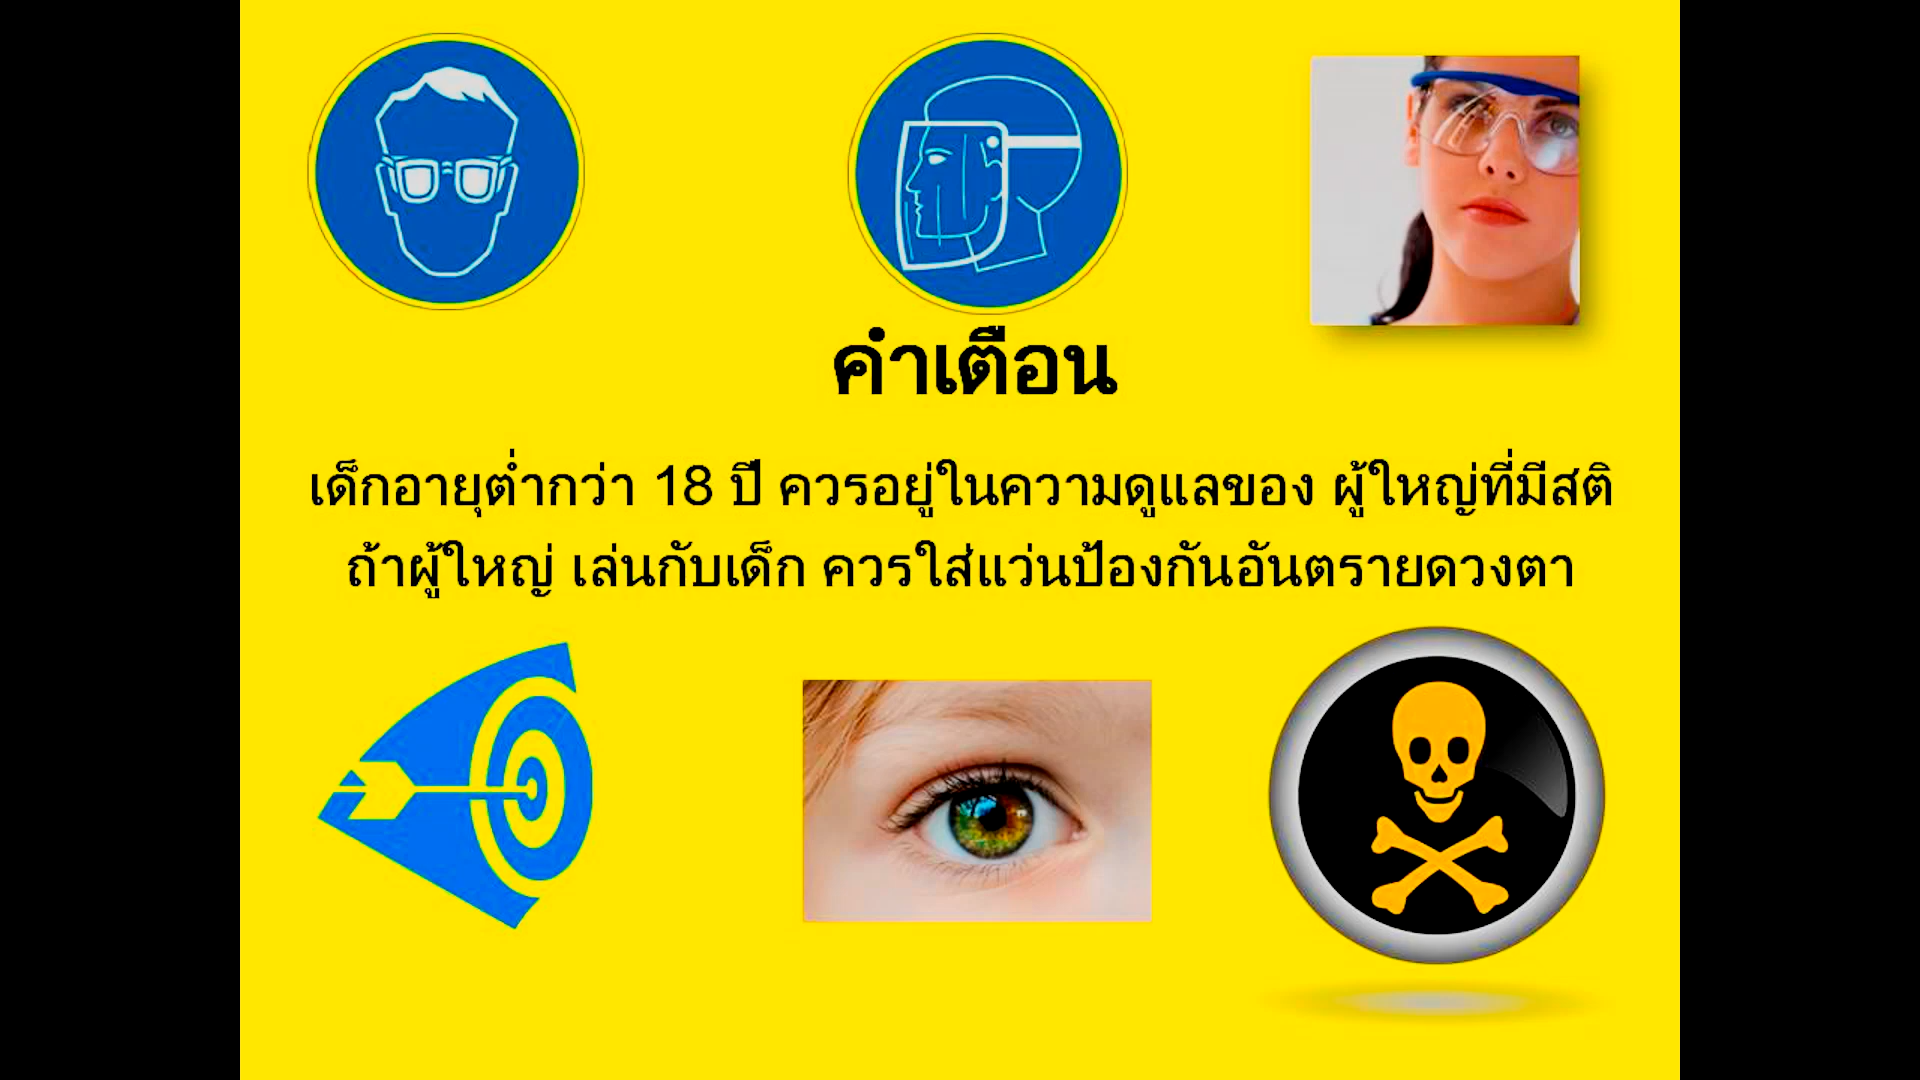 คำเตือน
เด็กอายุต่ำกว่า 18 ปี ควรอยู่ในความดูแลของ ผู้ใหญ่ที่มีสติ
ถ้าผู้ใหญ่ เล่นกับเด็ก ควรใส่แว่นป้องกันอันตรายดวงตา